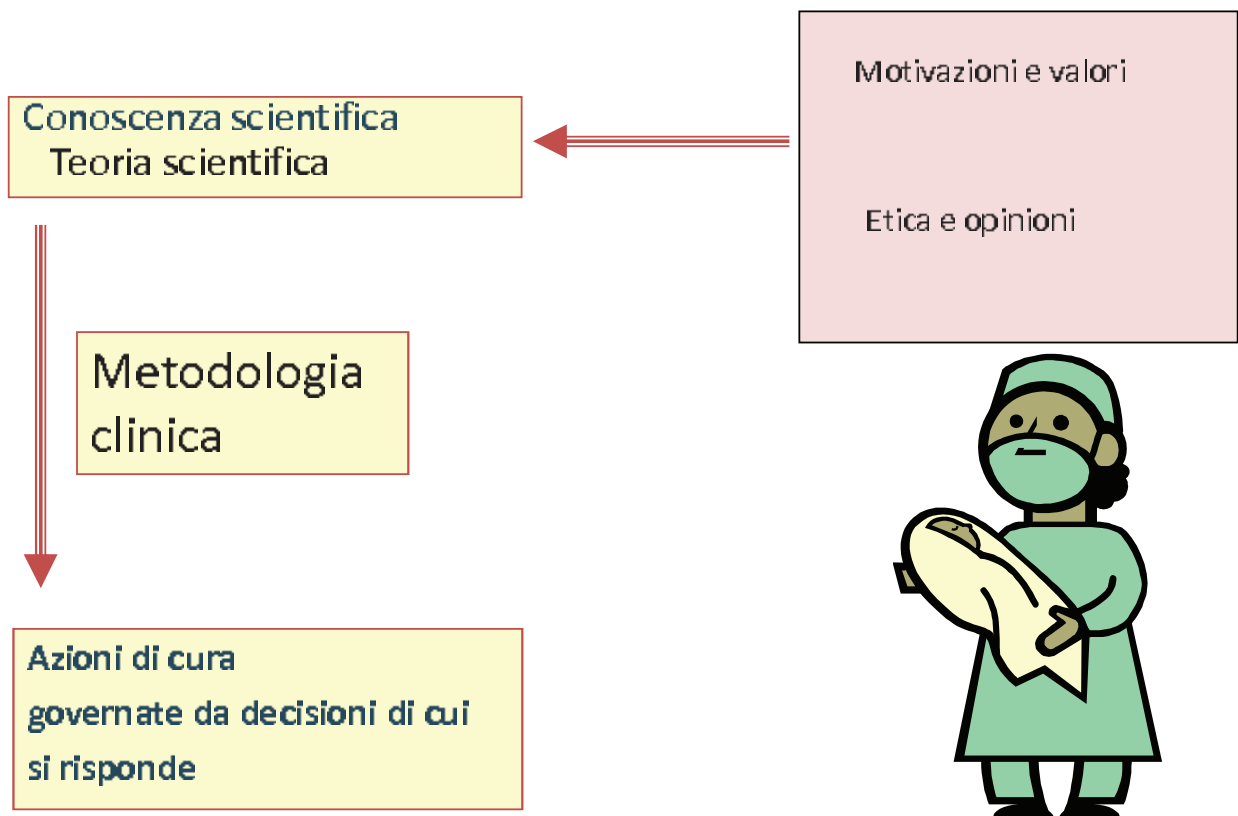 Motivazioni e valori
Conoscenza scientifica
Teoria scientifica
Etica e opinioni
Metodologia
clinica
Azioni di cura
governate da decisioni di cui
si risponde